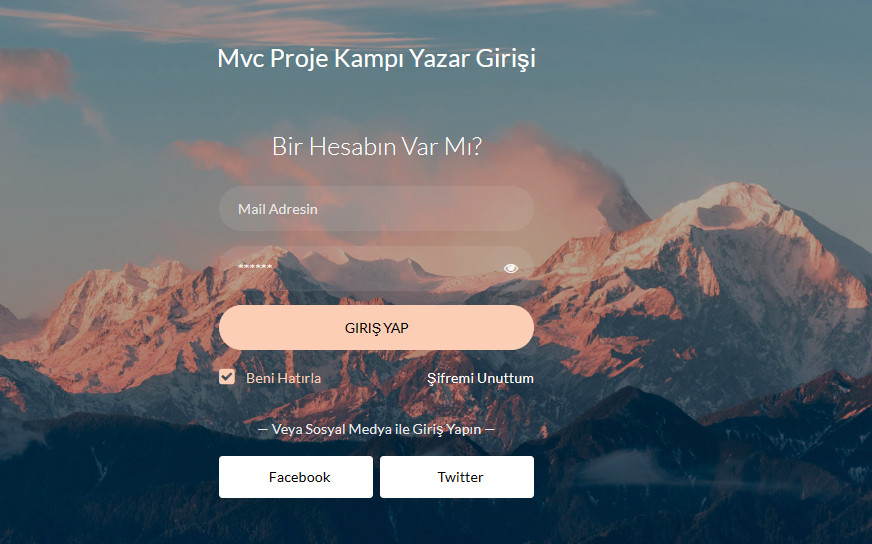 Mvc Proje Kampı Yazar Girişi
Bir Hesabın Var Mı?
Mail Adresin
******
GIRIŞ YAP
Beni Hatırla
Şifremi Unuttum
— Veya Sosyal Medya ile Giriş Yapın —
Facebook
Twitter